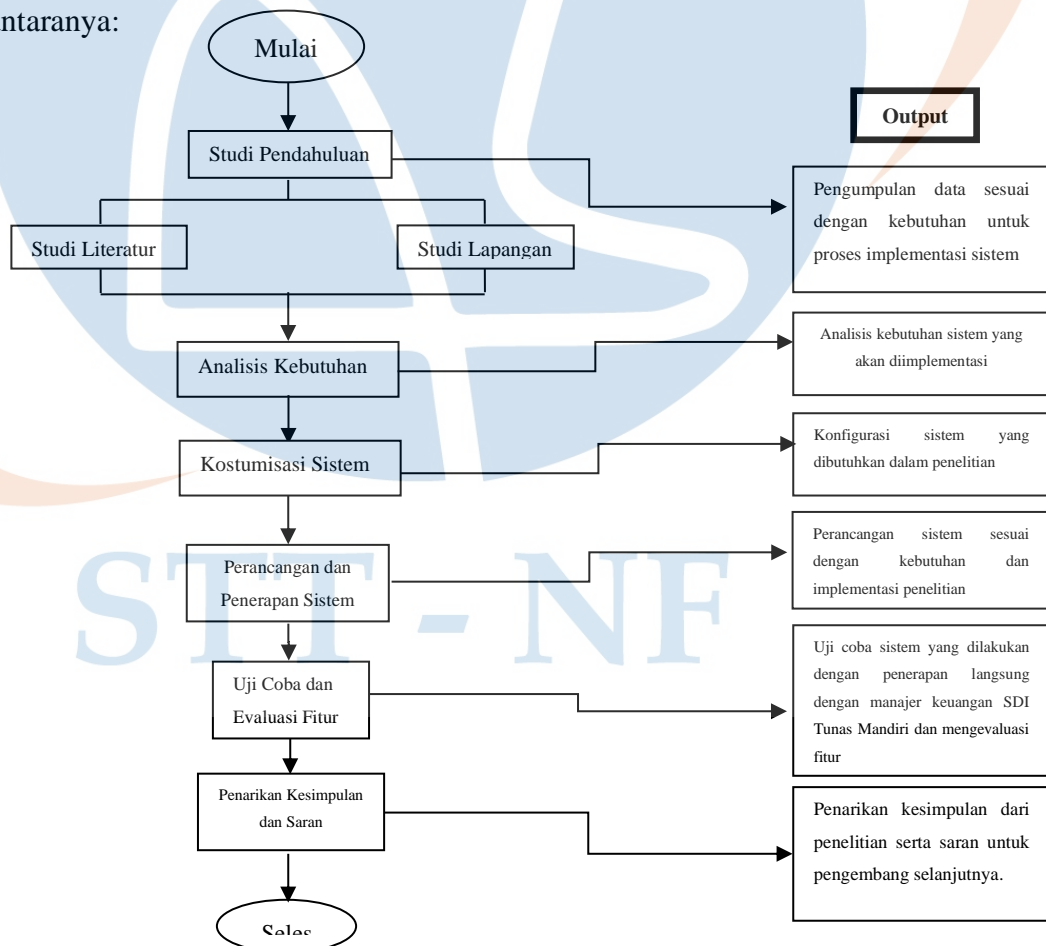 ntaranya:
Mulai
Output
Studi Pendahuluan
Pengumpulan data sesuai
dengan kebutuhan untuk
proses implementasi sistem
Studi Literatur
Studi Lapangan
Analisis Kebutuhan
Analisis kebutuhan sistem yang
akan diimplementasi
Kostumisasi Sistem
Konfigurasi sistem yang
dibutuhkan dalam penelitian
Perancangan dan
Penerapan Sistem
Perancangan sistem sesuai
dengan kebutuhan dan
implementasi penelitian
STT - NF
Uji Coba dan
Evaluasi Fitur
Uji coba sistem yang dilakukan
dengan penerapan langsung
dengan manajer keuangan SDI
Tunas Mandiri dan mengevaluasi
fitur
Penarikan Kesimpulan
dan Saran
Penarikan kesimpulan dari
penelitian serta saran untuk
pengembang selanjutnya.
Seles